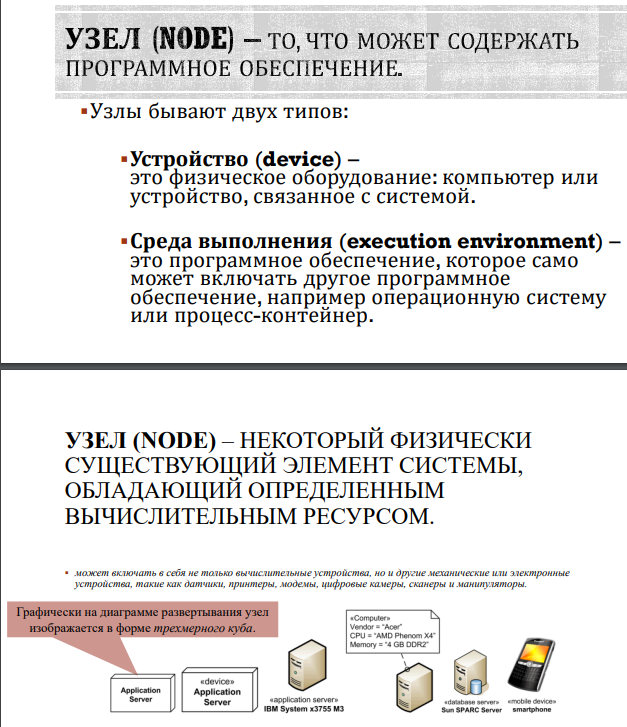 УЗЕЛ (NODE) – ТО, ЧТО МОЖЕТ СОДЕРЖАТЬ
ПРОГРАММНОЕ ОБЕСПЕЧЕНИЕ.
▪Узлы бывают двух типов:
▪Устройство (device) –
это физическое оборудование: компьютер или
устройство, связанное с системой.
▪Среда выполнения (execution environment) –
это программное обеспечение, которое само
может включать другое программное
обеспечение, например операционную систему
или процесс-контейнер.
УЗЕЛ (NODE) – НЕКОТОРЫЙ ФИЗИЧЕСКИ
СУЩЕСТВУЮЩИЙ ЭЛЕМЕНТ СИСТЕМЫ,
ОБЛАДАЮЩИЙ ОПРЕДЕЛЕННЫМ
ВЫЧИСЛИТЕЛЬНЫМ РЕСУРСОМ.
▪ может включать в себя не только вычислительные устройства, но и другие механические или электронные
устройства, такие как датчики, принтеры, модемы, цифровые камеры, сканеры и манипуляторы.
Графически на диаграмме развертывания узел
изображается в форме трехмерного куба.
Application
Server
«device»
Application
Server
«application server»
IBM System x3755 M3
«Computer»
Vendor = “Acer”
CPU = “AMD Phenom X4”
Memory = “4 GB DDR2”
«database server»
Sun SPARC Server
«mobile device»
smartphone